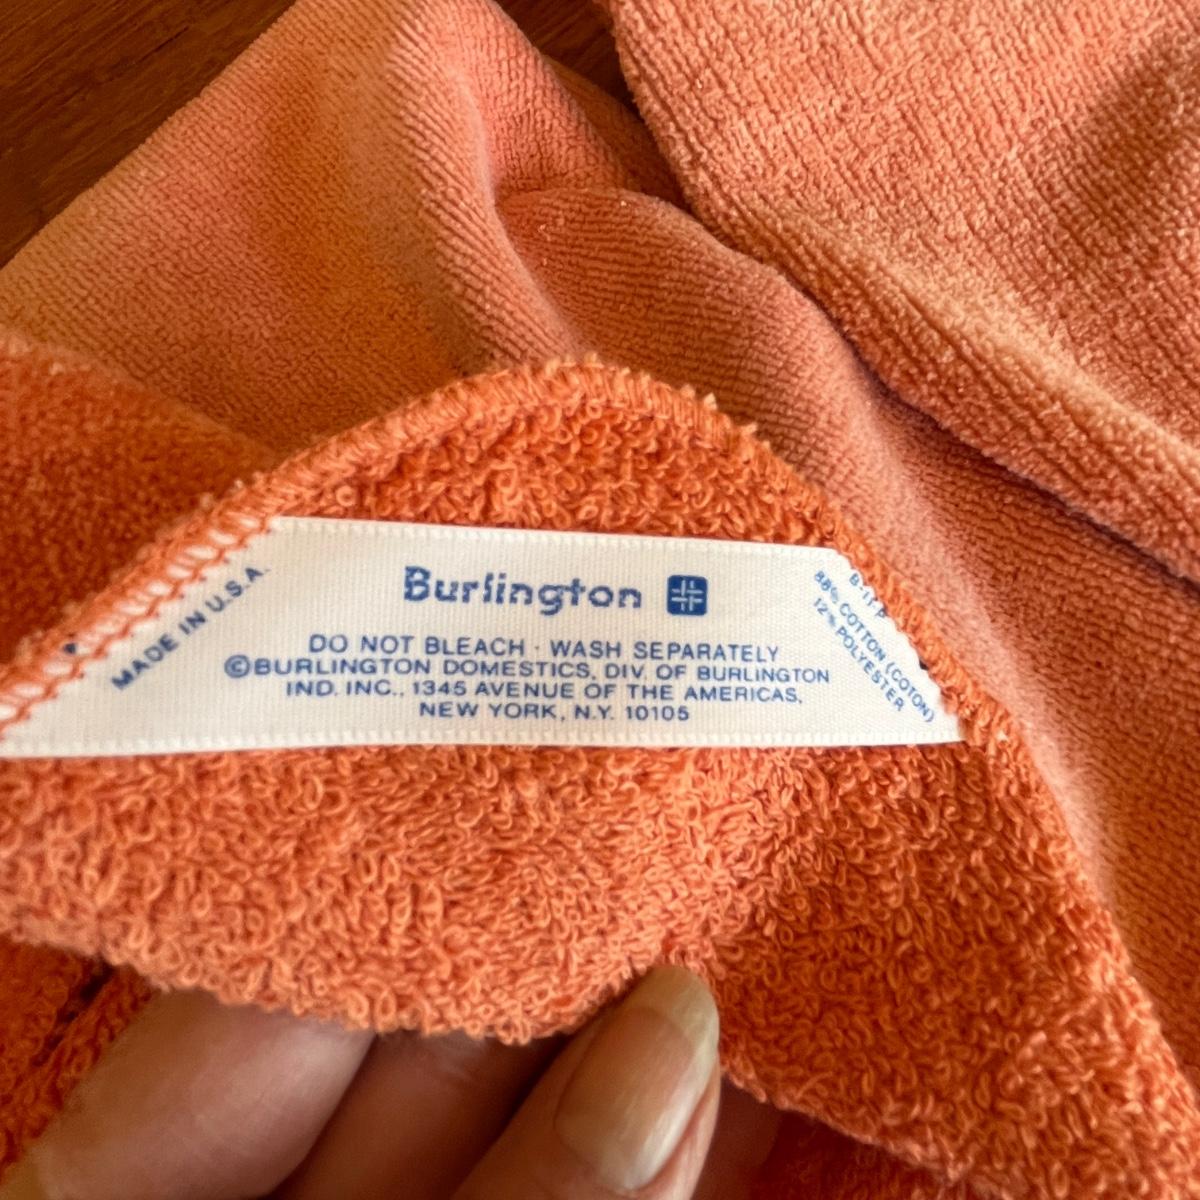 MADE IN U.S.A.
Burlington
DO NOT BLEACH · WASH SEPARATELY
©BURLINGTON DOMESTICS, DIV. OF BURLINGTON
IND. INC., 1345 AVENUE OF THE AMERICAS,
NEW YORK, N.Y. 10105
88% COTTON (COTON)
12% POLYESTER